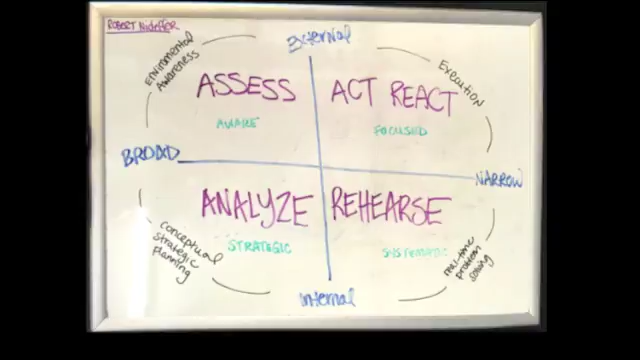 ROBERT Nideffer
External
Enviromental
Awareness
Execution
ASSESS
ACT REACT
AWARE
FOCUSED
BROAD
NARROW
ANALYZE
REHEARSE
STRATEGIC
SYSTEMATIC
conceptual
strategic
planning
real-time
problem
solving
Internal